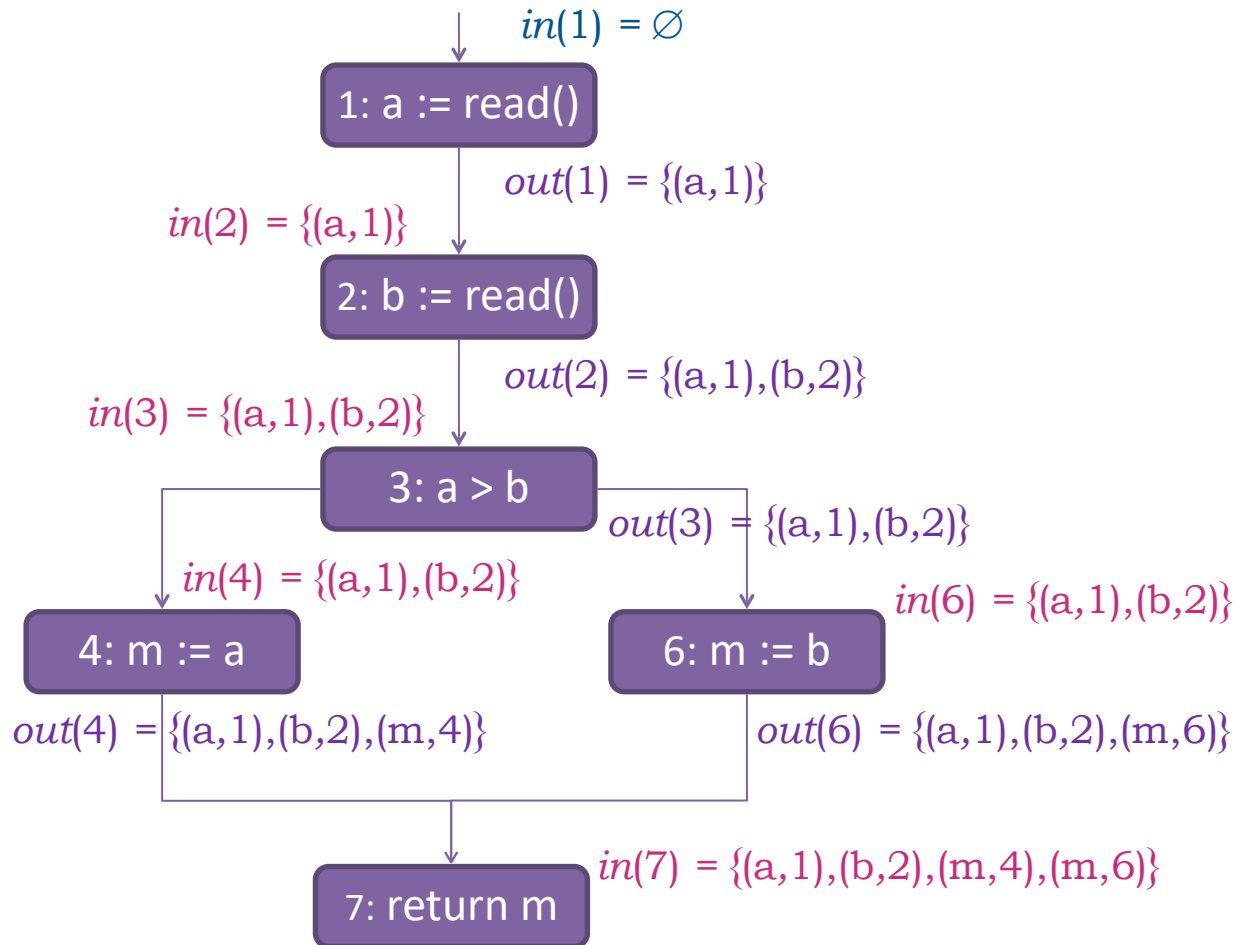 in(1) = ∅
1: a := read()
out(1) = {(a,1)}
in(2) = {(a,1)}
2: b := read()
out(2) = {(a,1),(b,2)}
in(3) = {(a,1),(b,2)}
3: a > b
out(3) = {(a,1),(b,2)}
in(4) = {(a,1),(b,2)}
in(6) = {(a,1),(b,2)}
4: m := a
6: m := b
out(4) = {(a,1),(b,2),(m,4)}
out(6) = {(a,1),(b,2),(m,6)}
in(7) = {(a,1),(b,2),(m,4),(m,6)}
7: return m